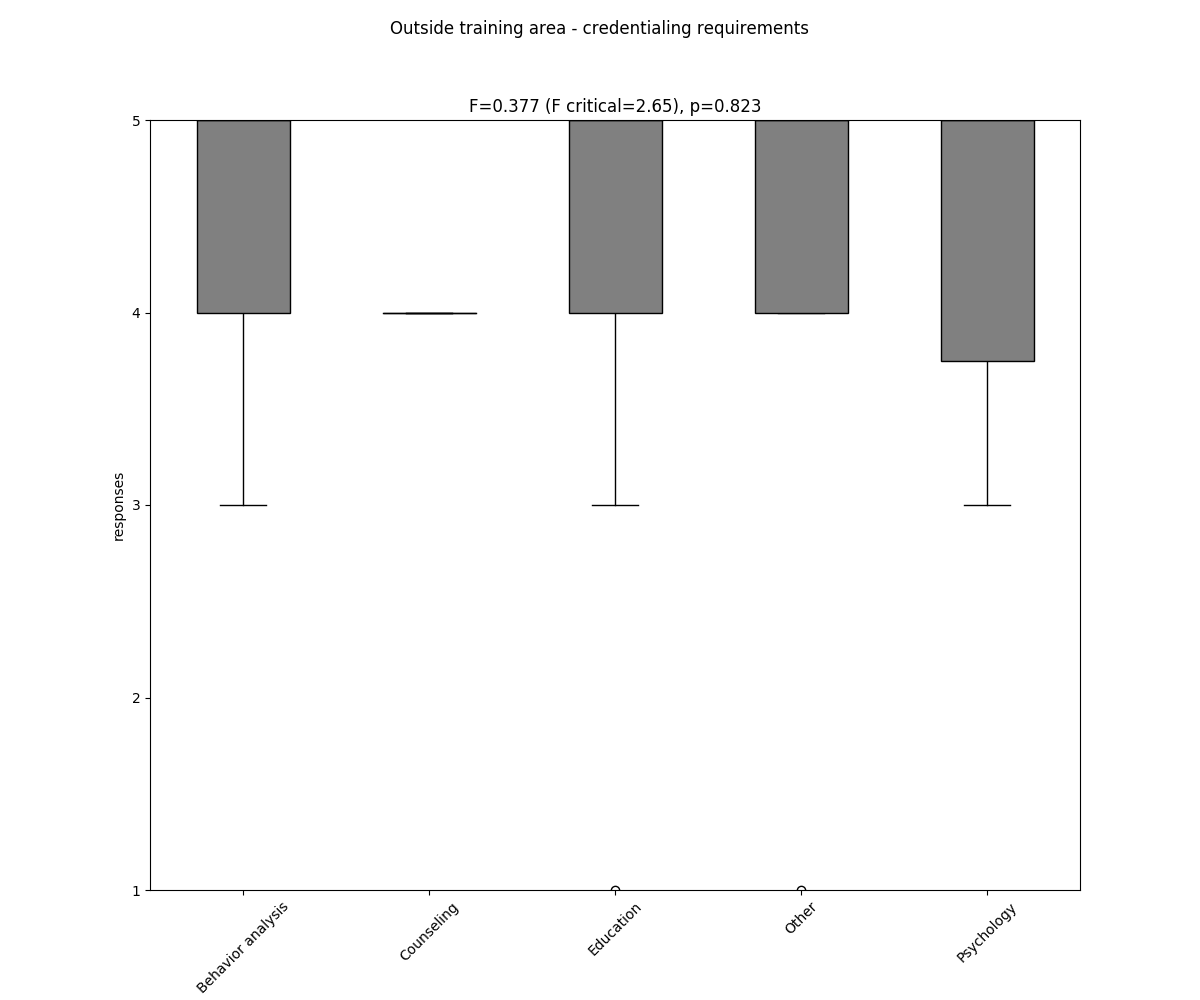 Outside training area - credentialing requirements
F=0.377 (F critical=2.65), p=0.823
5
4
3
2
1
responses
Behavior analysis
Counseling
Education
Other
Psychology